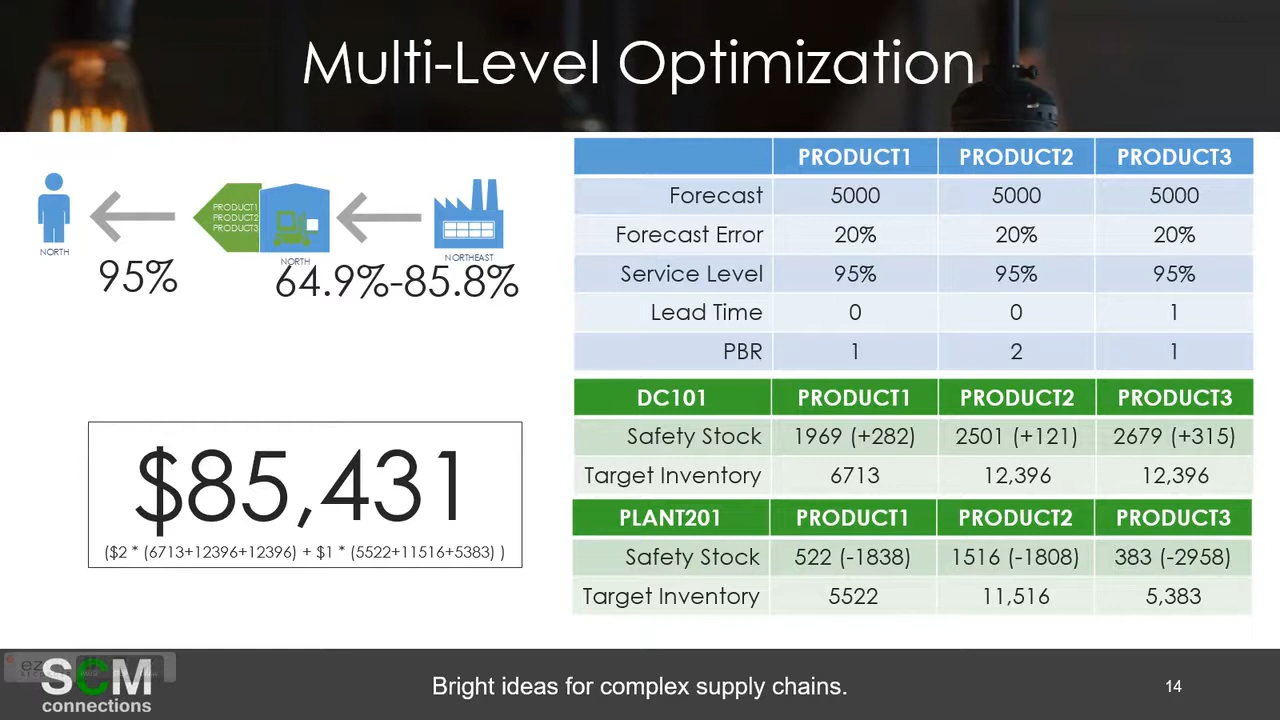 Multi-Level Optimization
PRODUCT1
PRODUCT2
PRODUCT3
NORTH
NORTH
NORTHEAST
95%
64.9%-85.8%
$85,431
($2 * (6713+12396+12396) + $1 * (5522+11516+5383) )
PRODUCT1 PRODUCT2 PRODUCT3
Forecast 5000 5000 5000
Forecast Error 20% 20% 20%
Service Level 95% 95% 95%
Lead Time 0 0 1
PBR 1 2 1
DC101 PRODUCT1 PRODUCT2 PRODUCT3
Safety Stock 1969 (+282) 2501 (+121) 2679 (+315)
Target Inventory 6713 12,396 12,396
PLANT201 PRODUCT1 PRODUCT2 PRODUCT3
Safety Stock 522 (-1838) 1516 (-1808) 383 (-2958)
Target Inventory 5522 11,516 5,383
SCM
connections
Bright ideas for complex supply chains.
14